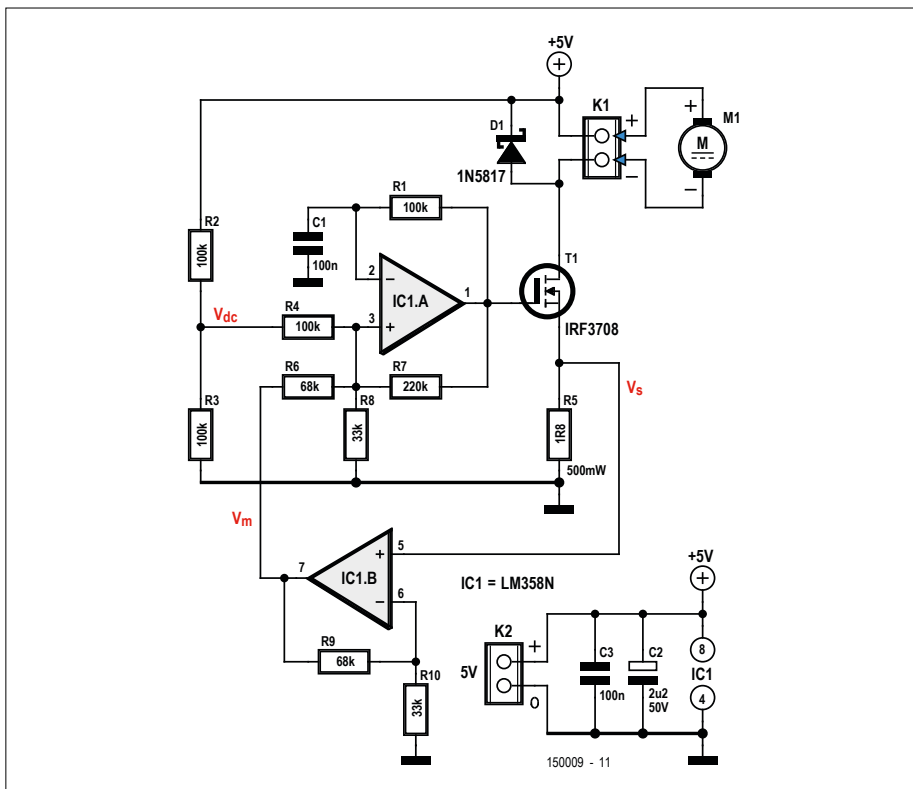 +5V
K1
+
+
D1
M1
M
1N5817
–
–
R1
100k
R2
100k
C1
100n
T1
2
–
IC1.A
1
3
+
IRF3708
Vdc
R4
100k
R6
68k
R7
220k
Vs
R3
100k
R8
33k
R5
1R8
500mW
Vm
+5V
7
IC1.B
+
5
–
6
IC1 = LM358N
K2
+
R9
68k
5V
C3
100n
C2
2u2
50V
8
IC1
4
R10
33k
0
150009 - 11